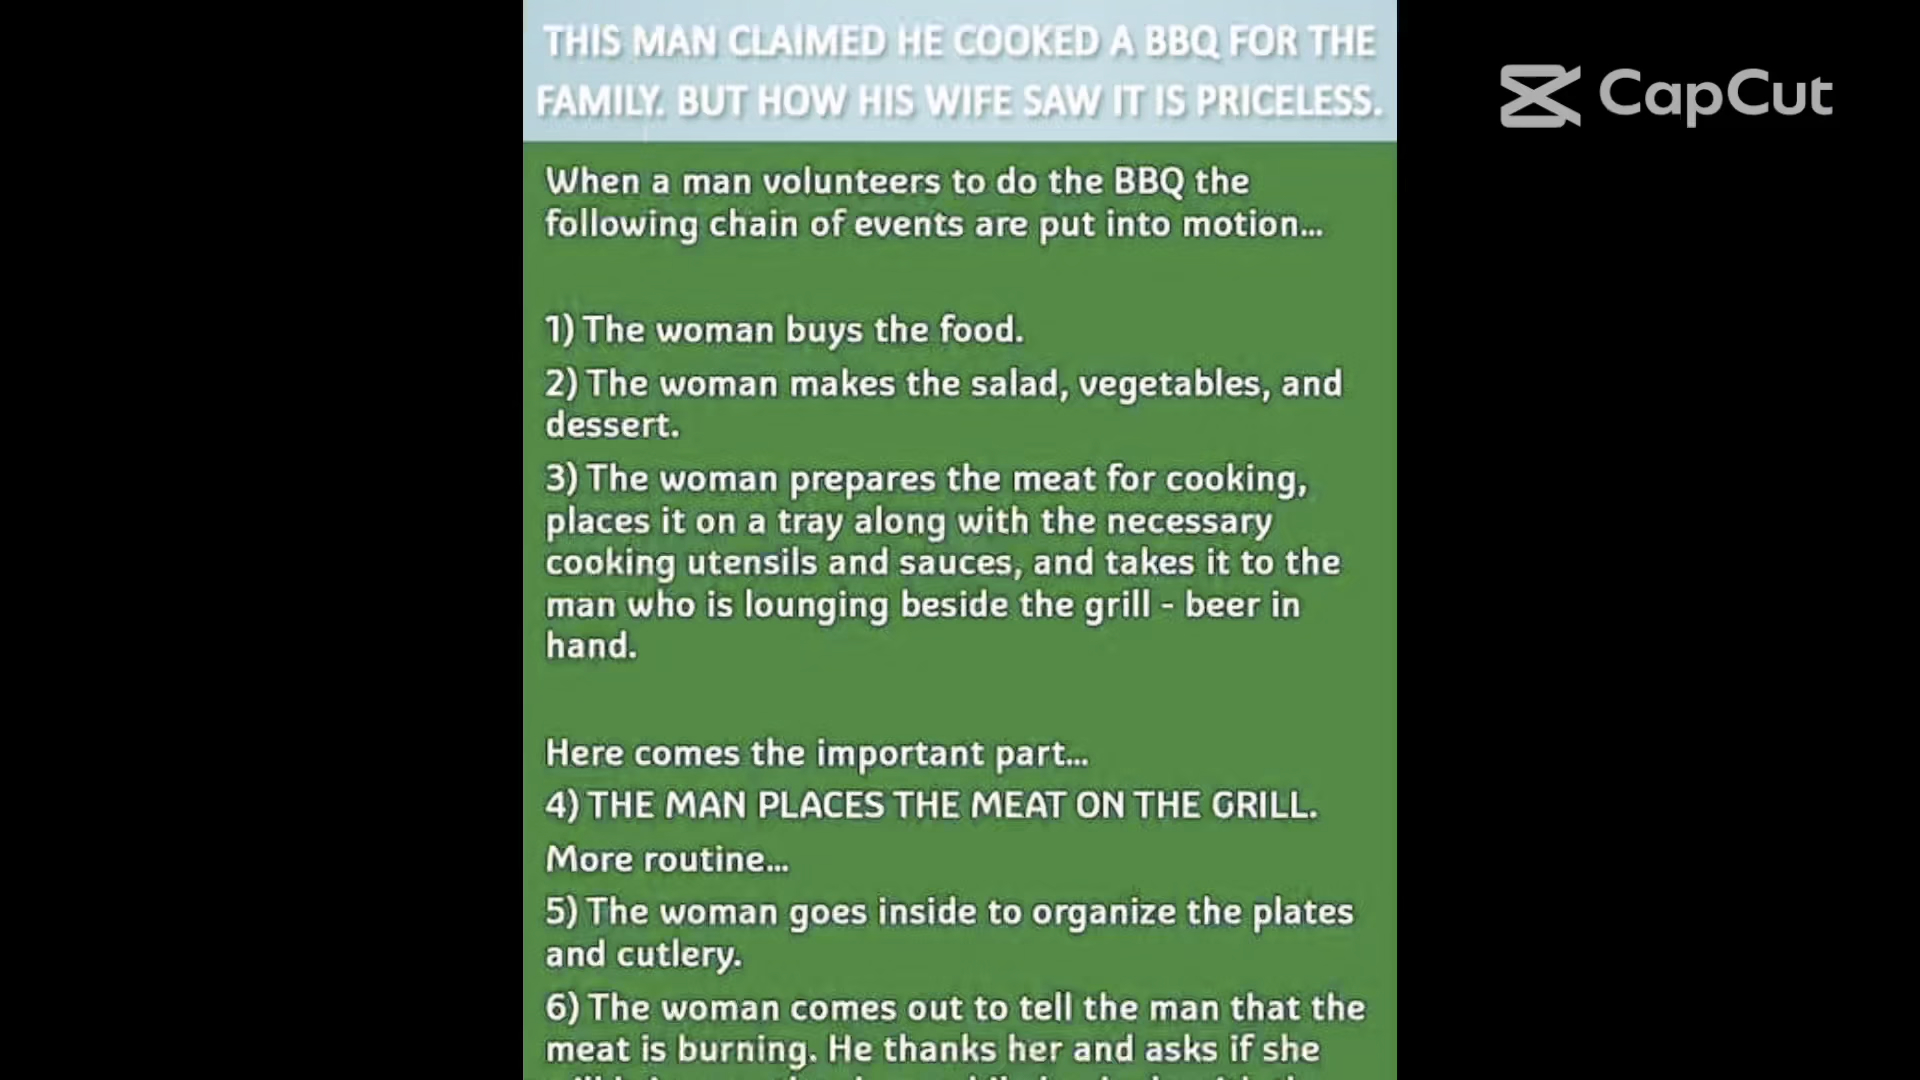 THIS MAN CLAIMED HE COOKED A BBQ FOR THE
FAMILY. BUT HOW HIS WIFE SAW IT IS PRICELESS.
CapCut
When a man volunteers to do the BBQ the
following chain of events are put into motion...
1) The woman buys the food.
2) The woman makes the salad, vegetables, and
dessert.
3) The woman prepares the meat for cooking,
places it on a tray along with the necessary
cooking utensils and sauces, and takes it to the
man who is lounging beside the grill - beer in
hand.
Here comes the important part...
4) THE MAN PLACES THE MEAT ON THE GRILL.
More routine...
5) The woman goes inside to organize the plates
and cutlery.
6) The woman comes out to tell the man that the
meat is burning. He thanks her and asks if she